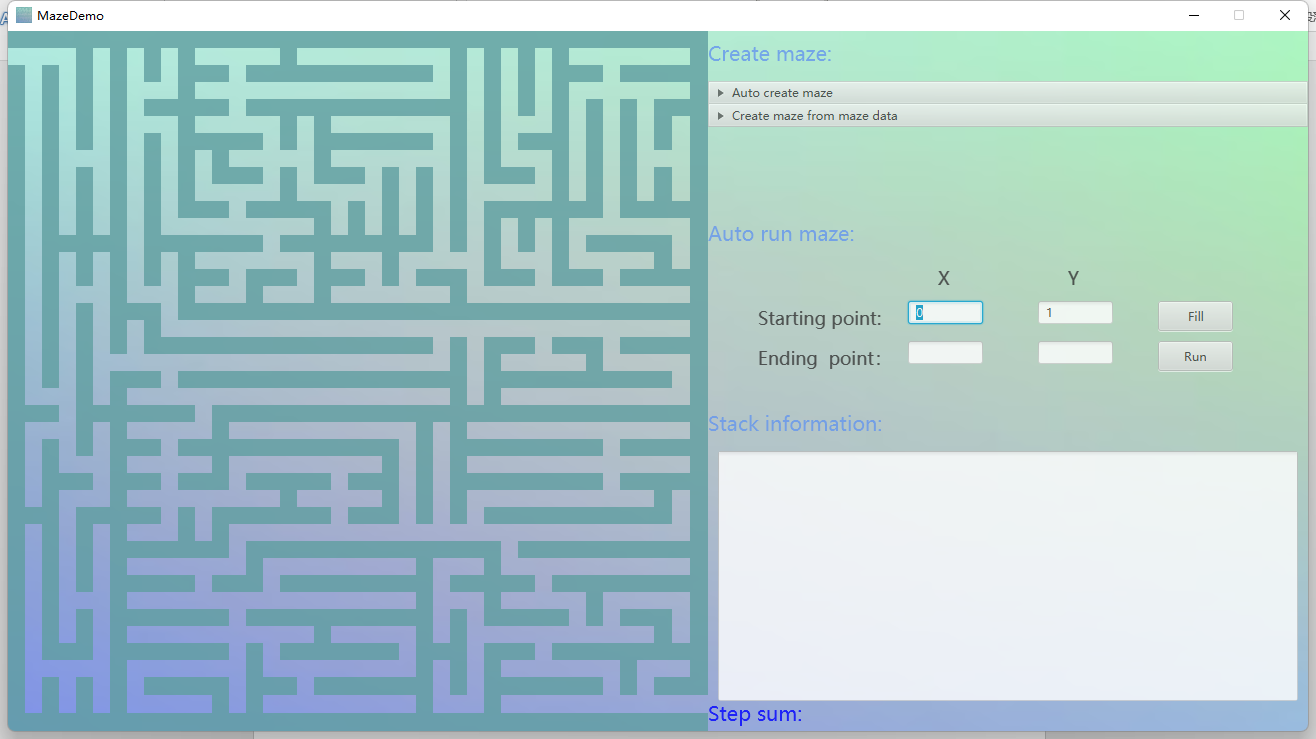 MazeDemo
Create maze:
Auto create maze
Create maze from maze data
Auto run maze:
X Y
Starting point: 0 1 Fill
Ending point: Run
Stack information:
Step sum: